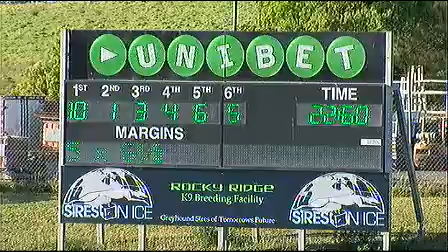 UNIBET
1ST 2ND 3RD 4TH 5TH 6TH TIME
10 1 3 4 6 5 23:60
MARGINS
ROCKY RIDGE
K9 Breeding Facility
SIRES ON ICE
SIRES ON ICE
Greyhound Sires of Tomorrows Future